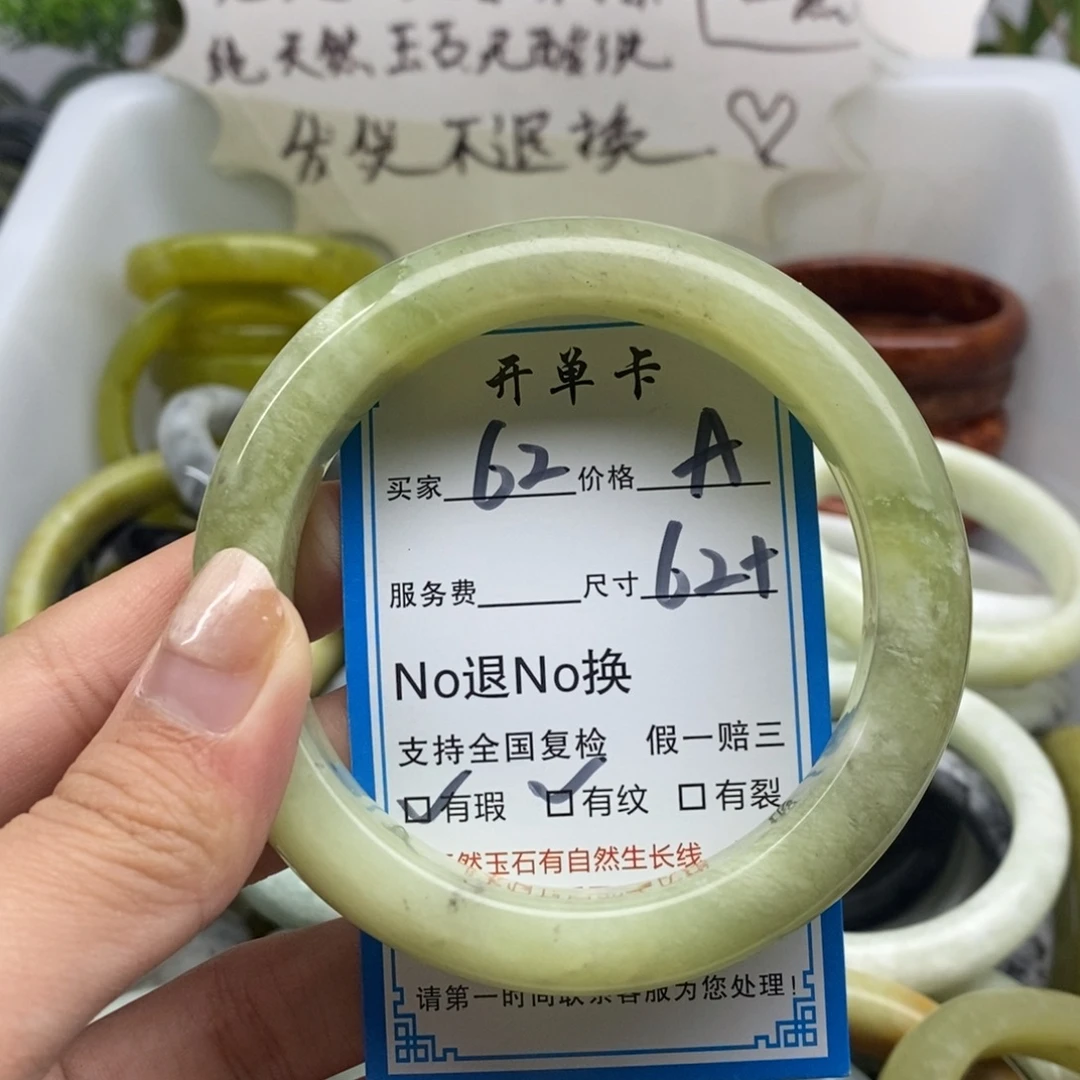 纯天然玉石无酸洗
售出不退换
开单卡
买家 62 价格 A
服务费 尺寸 62+
No退No换
支持全国复检 假一赔三
有瑕 有纹 有裂
然玉石有自然生长线
请第一时间联系客服为您处理!